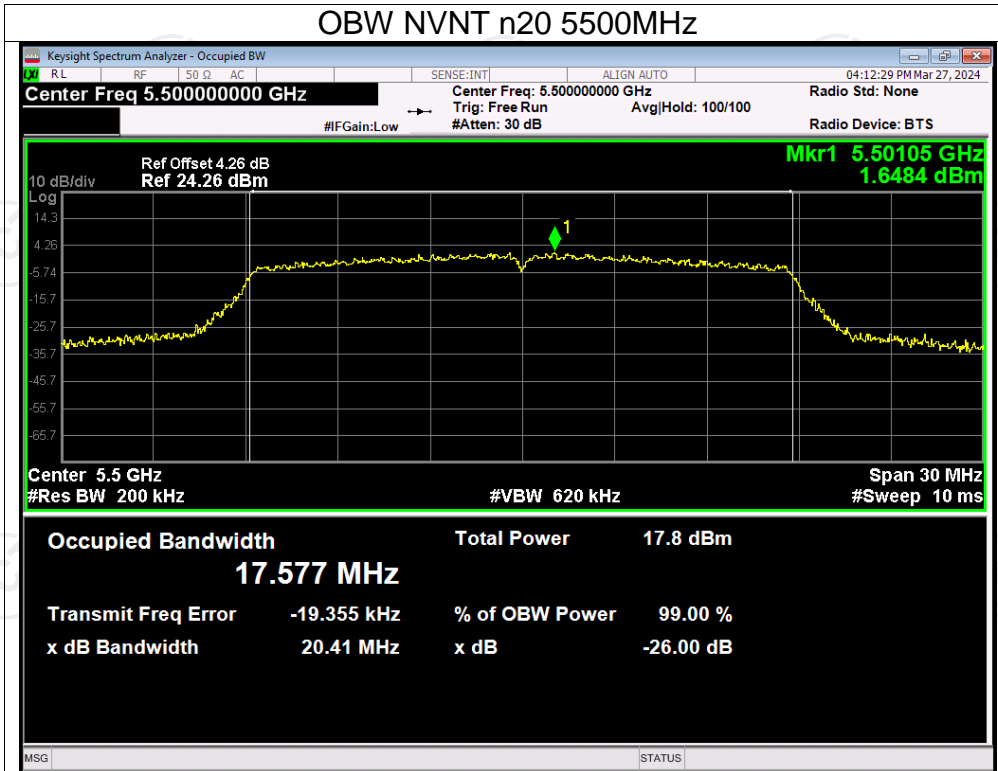 OBW NVNT n20 5500MHz
Keysight Spectrum Analyzer - Occupied BW
LXI RL RF 50 Ω AC SENSE:INT ALIGN AUTO 04:12:29 PM Mar 27, 2024
Center Freq 5.500000000 GHz Center Freq: 5.500000000 GHz Radio Std: None
Trig: Free Run Avg|Hold: 100/100
#IFGain:Low #Atten: 30 dB Radio Device: BTS
Mkr1 5.50105 GHz
1.6484 dBm
Ref Offset 4.26 dB
10 dB/div Ref 24.26 dBm
Log
14.3
4.26
-5.74
-15.7
-25.7
-35.7
-45.7
-55.7
-65.7
1
Center 5.5 GHz Span 30 MHz
#Res BW 200 kHz #VBW 620 kHz #Sweep 10 ms
Occupied Bandwidth Total Power 17.8 dBm
17.577 MHz
Transmit Freq Error -19.355 kHz % of OBW Power 99.00 %
x dB Bandwidth 20.41 MHz x dB -26.00 dB
MSG STATUS